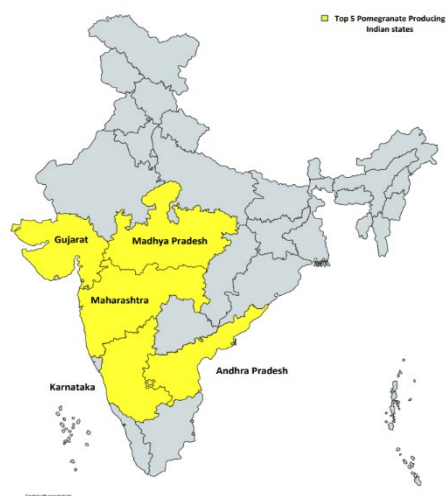 Top 5 Pomegranate Producing
Indian states
Gujarat
Madhya Pradesh
Maharashtra
Andhra Pradesh
Karnataka